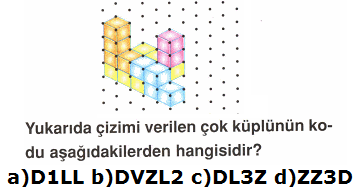 Yukarıda çizimi verilen çok küplünün ko-
du aşağıdakilerden hangisidir?
a)D1LL b)DVZL2 c)DL3Z d)ZZ3D